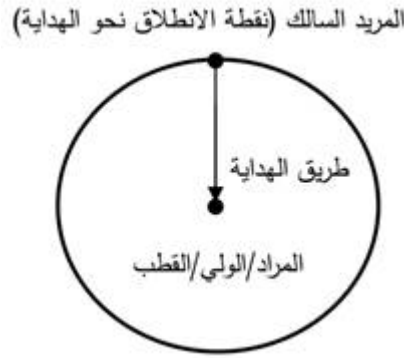 المريد السالك (نقطة الانطلاق نحو الهداية)
طريق الهداية
المراد/الولي/القطب